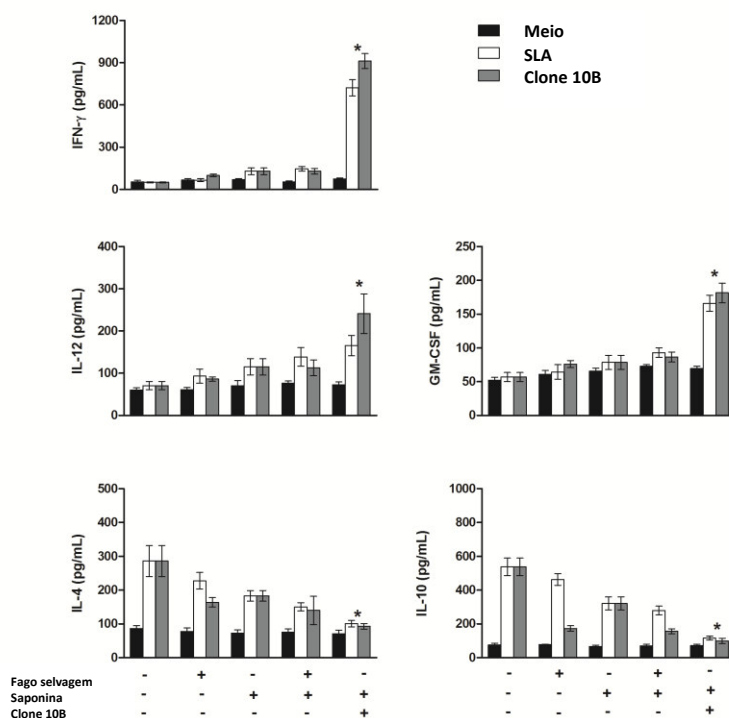 IFN-γ (pg/mL)
1200
900
600
300
0
*
Meio
SLA
Clone 10B
IL-12 (pg/mL)
400
300
200
100
0
*
GM-CSF (pg/mL)
250
200
150
100
50
0
*
IL-4 (pg/mL)
400
300
200
100
0
*
IL-10 (pg/mL)
1000
800
600
400
200
0
*
Fago selvagem - + - + - - + - + -
Saponina - - + + + - - + + +
Clone 10B - - - - + - - - - +